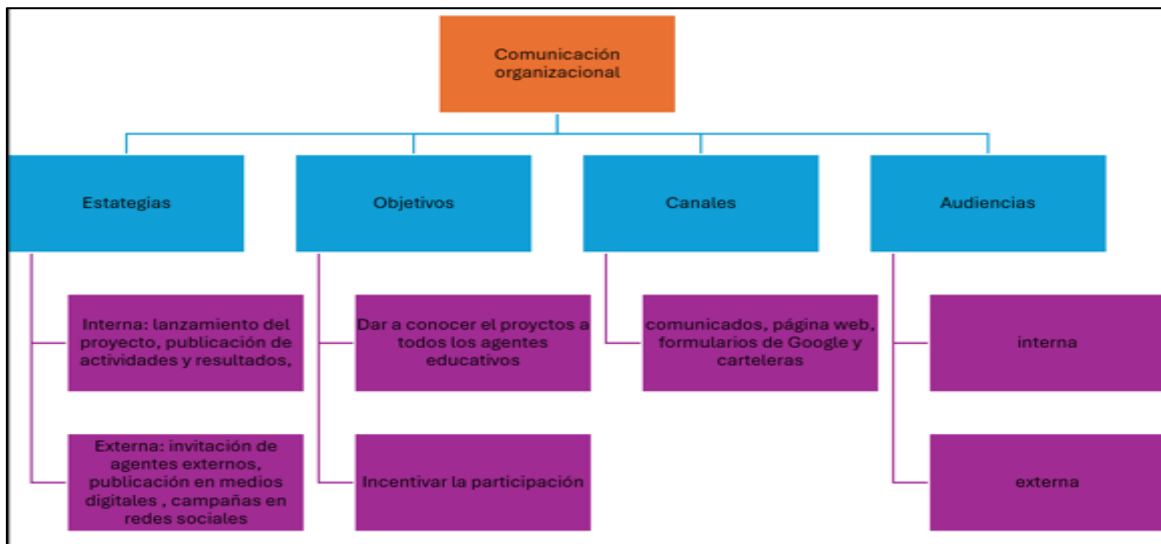 Comunicación
organizacional
Estategias
Objetivos
Canales
Audiencias
Interna: lanzamiento del
proyecto, publicación de
actividades y resultados,
Dar a conocer el proyctos a
todos los agentes
educativos
comunicados, página web,
formularios de Google y
carteleras
interna
Externa: invitación de
agentes externos,
publicación en medios
digitales , campañas en
redes sociales
Incentivar la participación
externa